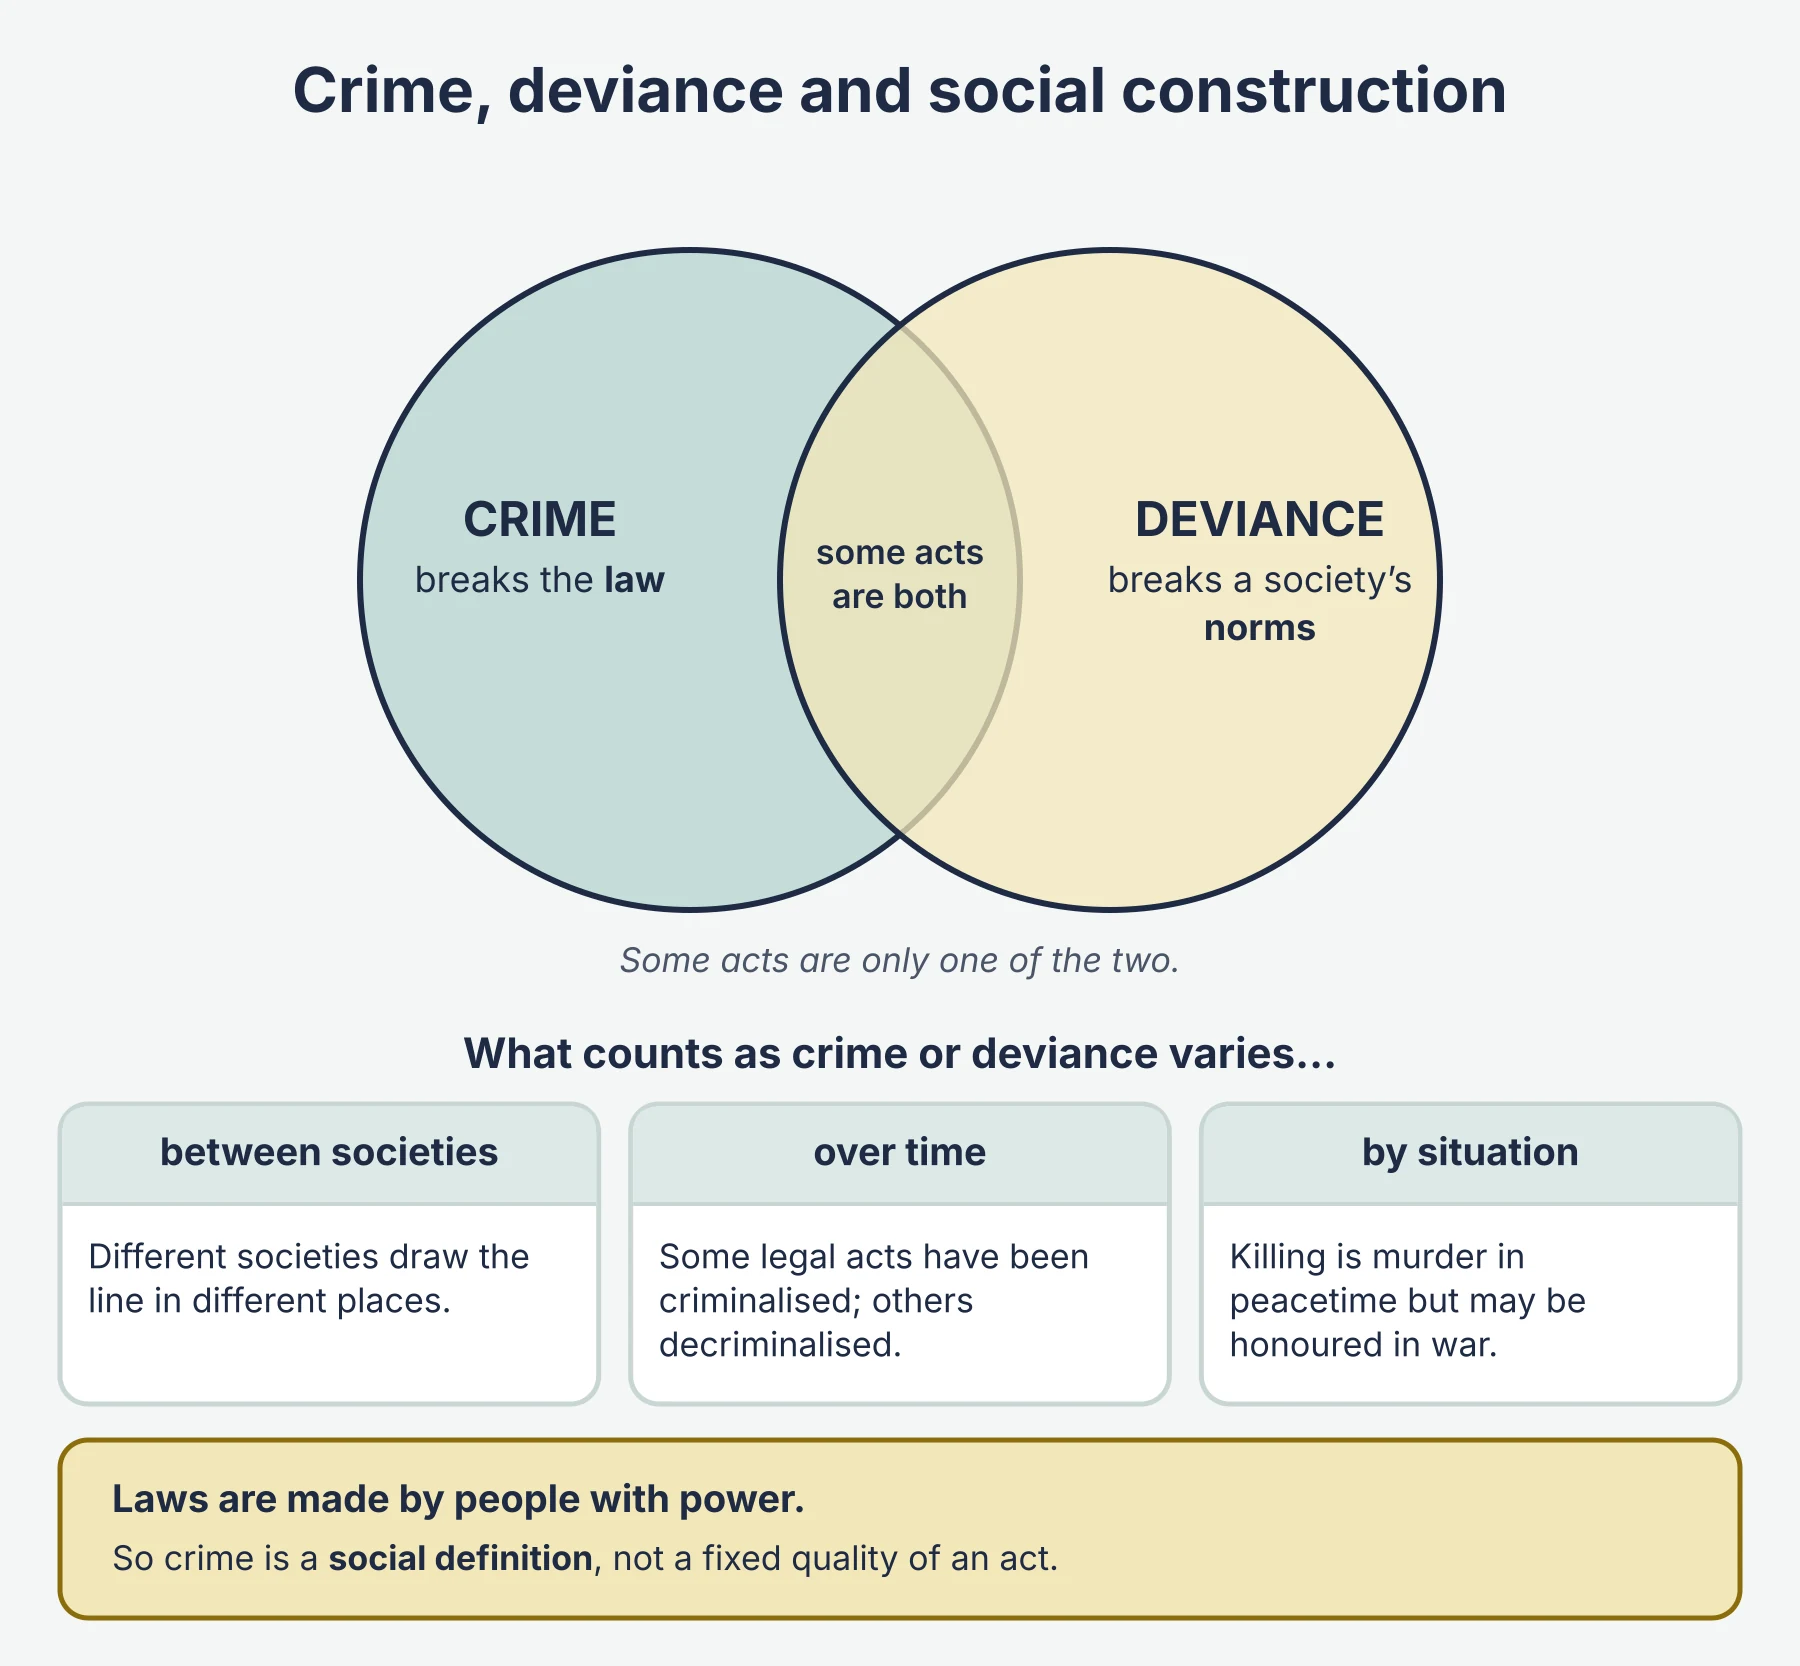 Crime, deviance and social construction
CRIME
breaks the law
some acts
are both
DEVIANCE
breaks a society’s
norms
Some acts are only one of the two.
What counts as crime or deviance varies…
between societies
Different societies draw the
line in different places.
over time
Some legal acts have been
criminalised; others
decriminalised.
by situation
Killing is murder in
peacetime but may be
honoured in war.
Laws are made by people with power.
So crime is a social definition, not a fixed quality of an act.